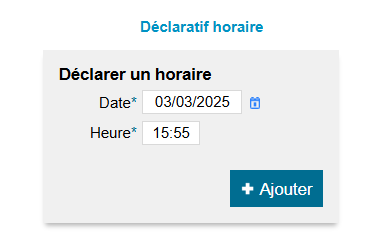 Déclaratif horaire
Déclarer un horaire
Date* 03/03/2025
Heure* 15:55
+ Ajouter